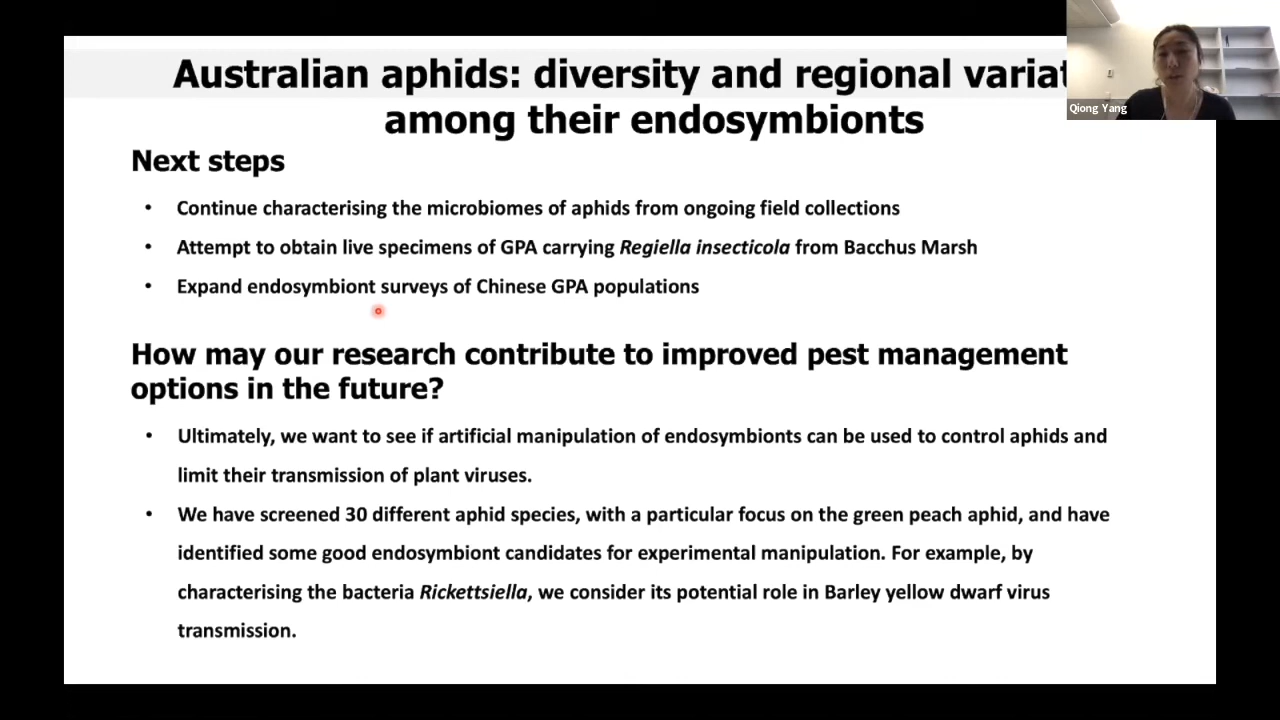 Australian aphids: diversity and regional
among their endosymbionts
Qiong Yang
Next steps
• Continue characterising the microbiomes of aphids from ongoing field collections
• Attempt to obtain live specimens of GPA carrying Regiella insecticola from Bacchus Marsh
• Expand endosymbiont surveys of Chinese GPA populations
How may our research contribute to improved pest management
options in the future?
• Ultimately, we want to see if artificial manipulation of endosymbionts can be used to control aphids and
limit their transmission of plant viruses.
• We have screened 30 different aphid species, with a particular focus on the green peach aphid, and have
identified some good endosymbiont candidates for experimental manipulation. For example, by
characterising the bacteria Rickettsiella, we consider its potential role in Barley yellow dwarf virus
transmission.